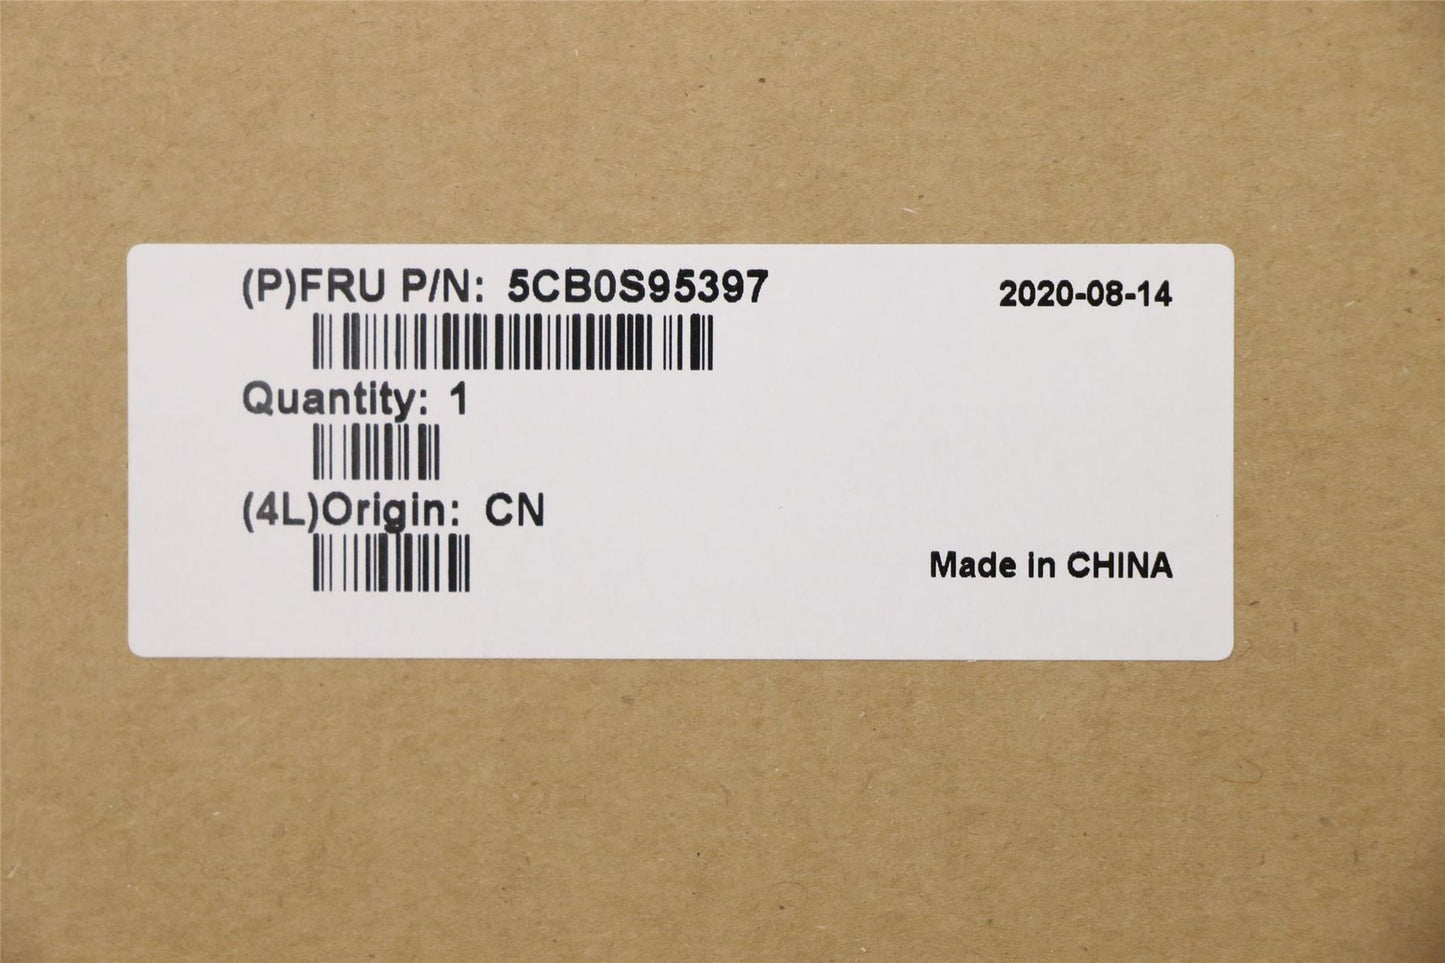 (P)FRU P/N: 5CB0S95397
2020-08-14
Quantity: 1
(4L)Origin: CN
Made in CHINA